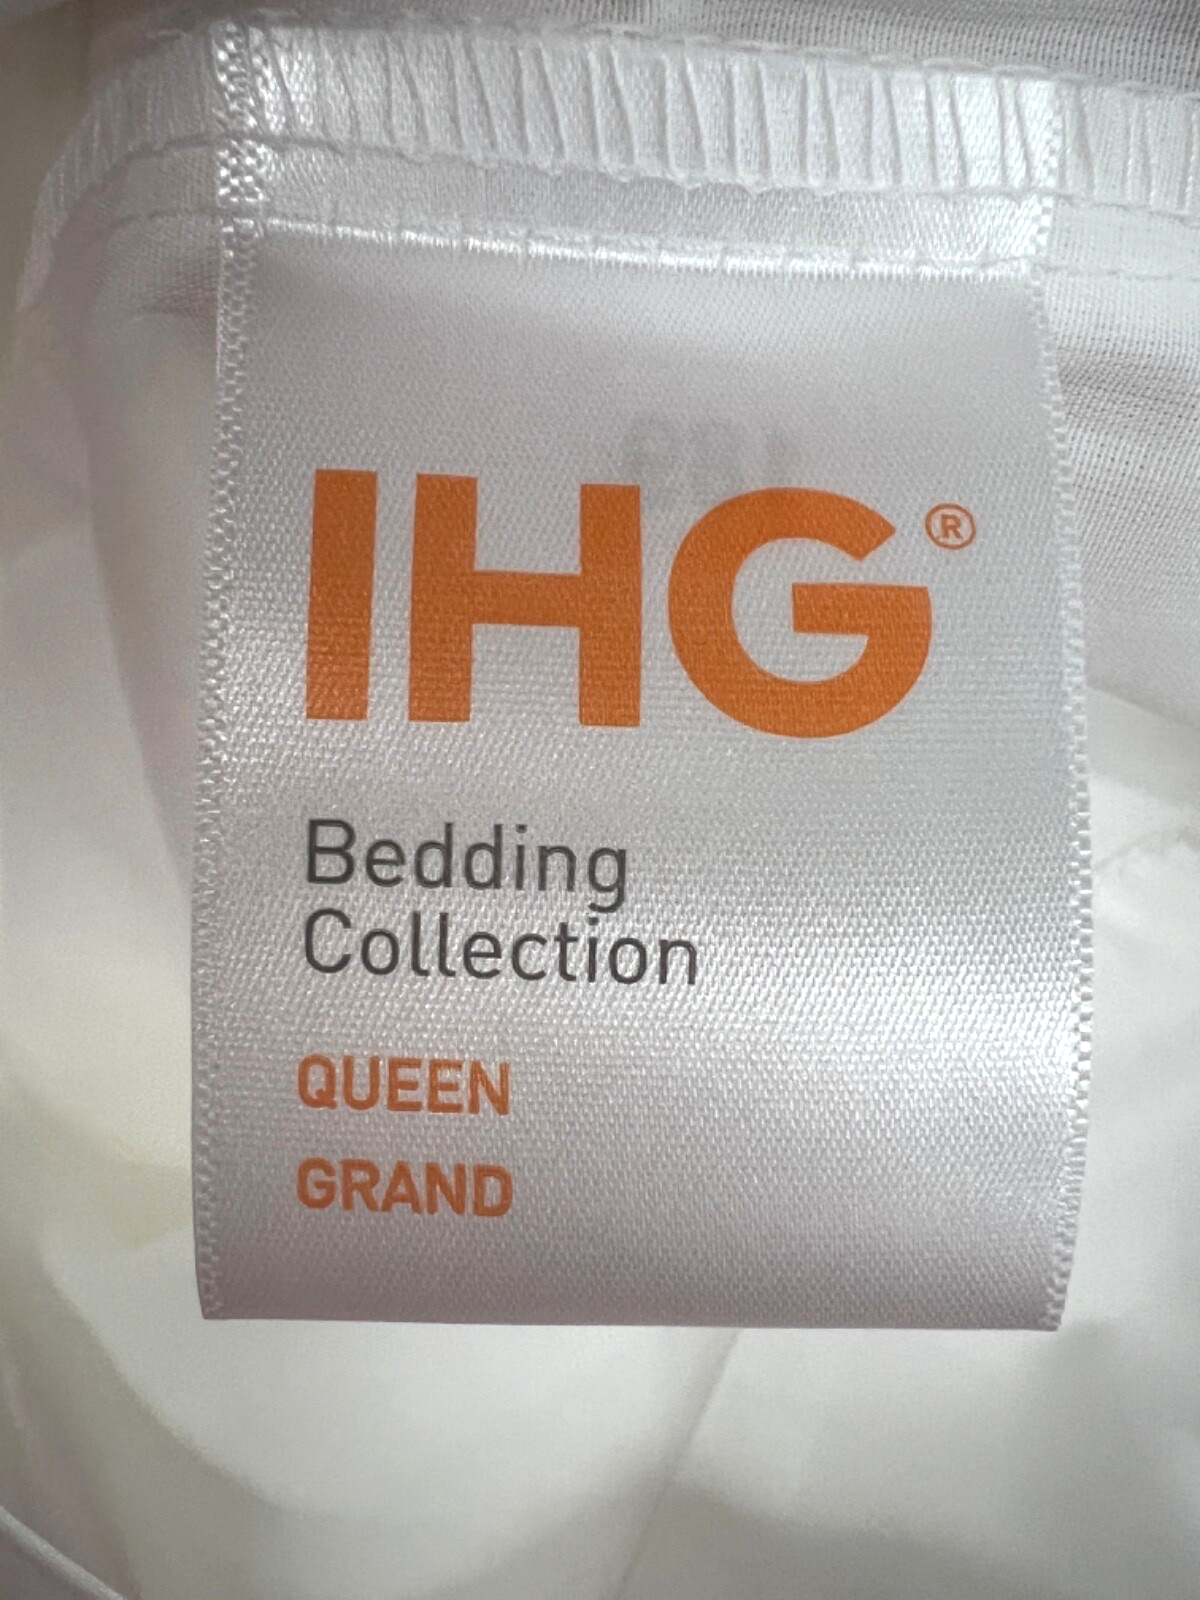 IHG®
Bedding
Collection
QUEEN
GRAND